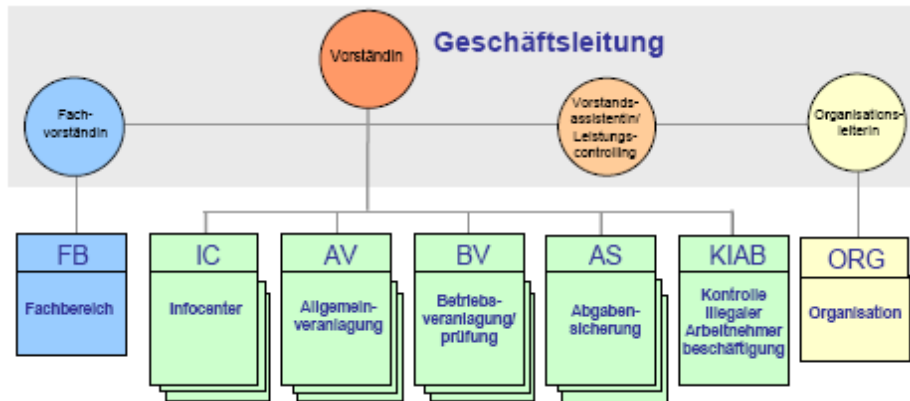 Geschäftsleitung
Vorständin
Fach-
vorständin
Vorstands-
assistentin/
Leistungs-
controlling
Organisations-
leiterin
FB
Fachbereich
IC
Infocenter
AV
Allgemein-
veranlagung
BV
Betriebs-
veranlagung/
prüfung
AS
Abgaben-
sicherung
KIAB
Kontrolle
illegaler
Arbeitnehmer
beschäftigung
ORG
Organisation